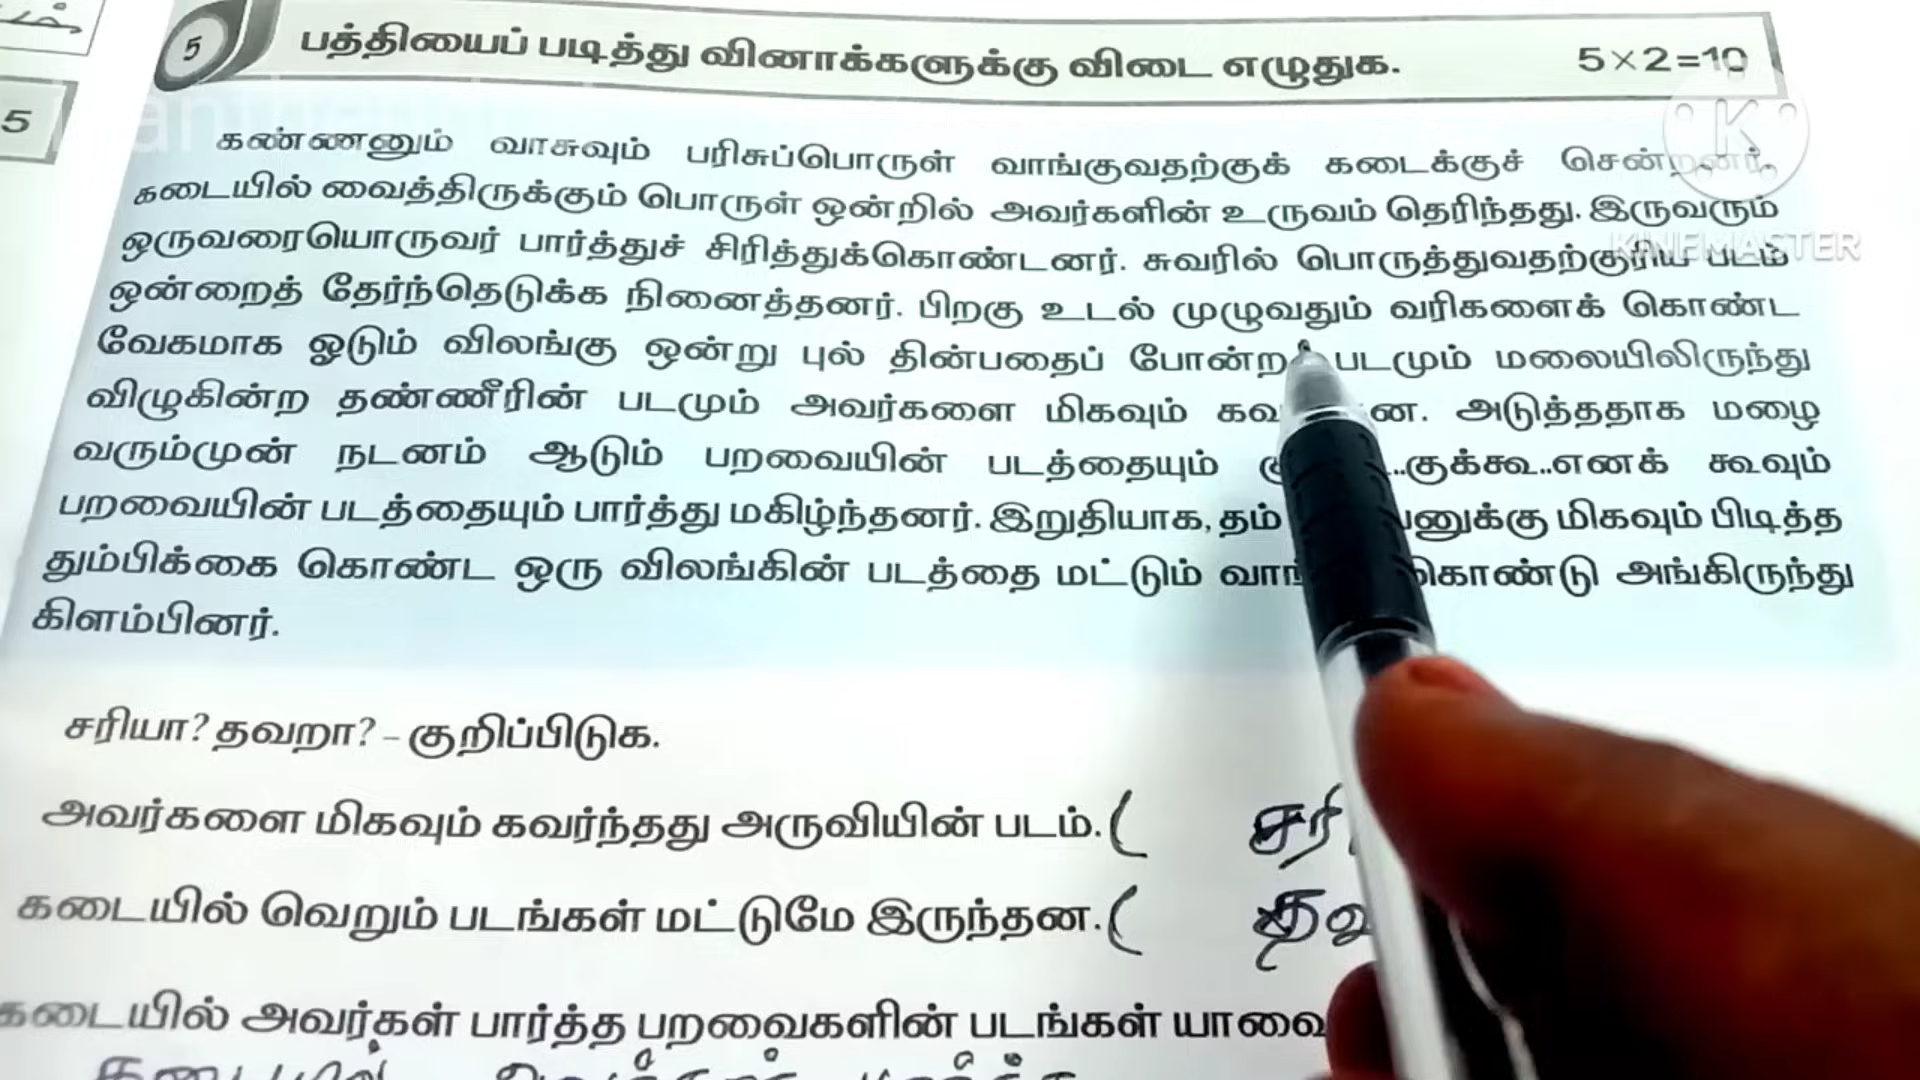 5 பத்தியைப் படித்து வினாக்களுக்கு விடை எழுதுக. 5×2=10
5
கண்ணனும் வாசுவும் பரிசுப்பொருள் வாங்குவதற்குக் கடைக்குச் சென்றனர்.
கடையில் வைத்திருக்கும் பொருள் ஒன்றில் அவர்களின் உருவம் தெரிந்தது. இருவரும்
ஒருவரையொருவர் பார்த்துச் சிரித்துக்கொண்டனர். சுவரில் பொருத்துவதற்குரிய படம்
K
KINEMASTER
ஒன்றைத் தேர்ந்தெடுக்க நினைத்தனர். பிறகு உடல் முழுவதும் வரிகளைக் கொண்ட
வேகமாக ஓடும் விலங்கு ஒன்று புல் தின்பதைப் போன்ற படமும் மலையிலிருந்து
விழுகின்ற தண்ணீரின் படமும் அவர்களை மிகவும். அடுத்ததாக மழை
வரும்முன் நடனம் ஆடும் பறவையின் படத்தையும் ..குக்கூ..எனக் கூவும்
பறவையின் படத்தையும் பார்த்து மகிழ்ந்தனர். இறுதியாக, தம் மிகவும் பிடித்த
தும்பிக்கை கொண்ட ஒரு விலங்கின் படத்தை மட்டும் அங்கிருந்து
கிளம்பினர்.
சரியா? தவறா? – குறிப்பிடுக.
அவர்களை மிகவும் கவர்ந்தது அருவியின் படம். ( சரி
கடையில் வெறும் படங்கள் மட்டுமே இருந்தன. (
கடையில் அவர்கள் பார்த்த பறவைகளின் படங்கள் யாவை